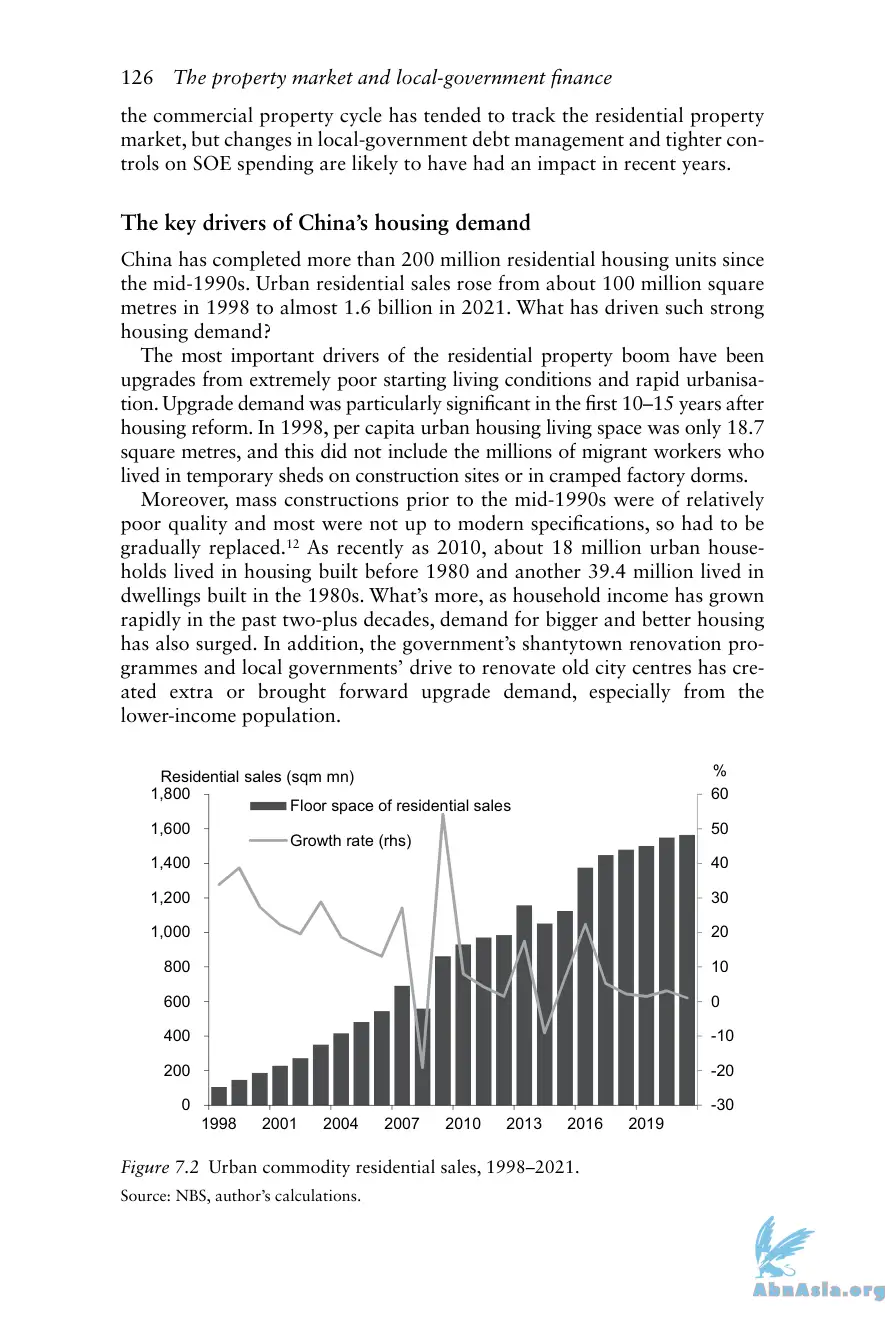 126 The property market and local-government finance
the commercial property cycle has tended to track the residential property
market, but changes in local-government debt management and tighter con-
trols on SOE spending are likely to have had an impact in recent years.
The key drivers of China's housing demand
China has completed more than 200 million residential housing units since
the mid-1990s. Urban residential sales rose from about 100 million square
metres in 1998 to almost 1.6 billion in 2021. What has driven such strong
housing demand?
The most important drivers of the residential property boom have been
upgrades from extremely poor starting living conditions and rapid urbanisa-
tion. Upgrade demand was particularly significant in the first 10–15 years after
housing reform. In 1998, per capita urban housing living space was only 18.7
square metres, and this did not include the millions of migrant workers who
lived in temporary sheds on construction sites or in cramped factory dorms.
Moreover, mass constructions prior to the mid-1990s were of relatively
poor quality and most were not up to modern specifications, so had to be
gradually replaced.¹² As recently as 2010, about 18 million urban house-
holds lived in housing built before 1980 and another 39.4 million lived in
dwellings built in the 1980s. What's more, as household income has grown
rapidly in the past two-plus decades, demand for bigger and better housing
has also surged. In addition, the government's shantytown renovation pro-
grammes and local governments' drive to renovate old city centres has cre-
ated extra or brought forward upgrade demand, especially from the
lower-income population.
Residential sales (sqm mn)
%
1,800
60
Floor space of residential sales
1,600
50
Growth rate (rhs)
1,400
40
1,200
30
1,000
20
800
10
600
0
400
-10
200
-20
0
-30
1998 2001 2004 2007 2010 2013 2016 2019
Figure 7.2 Urban commodity residential sales, 1998–2021.
Source: NBS, author's calculations.
AbnAsia.org